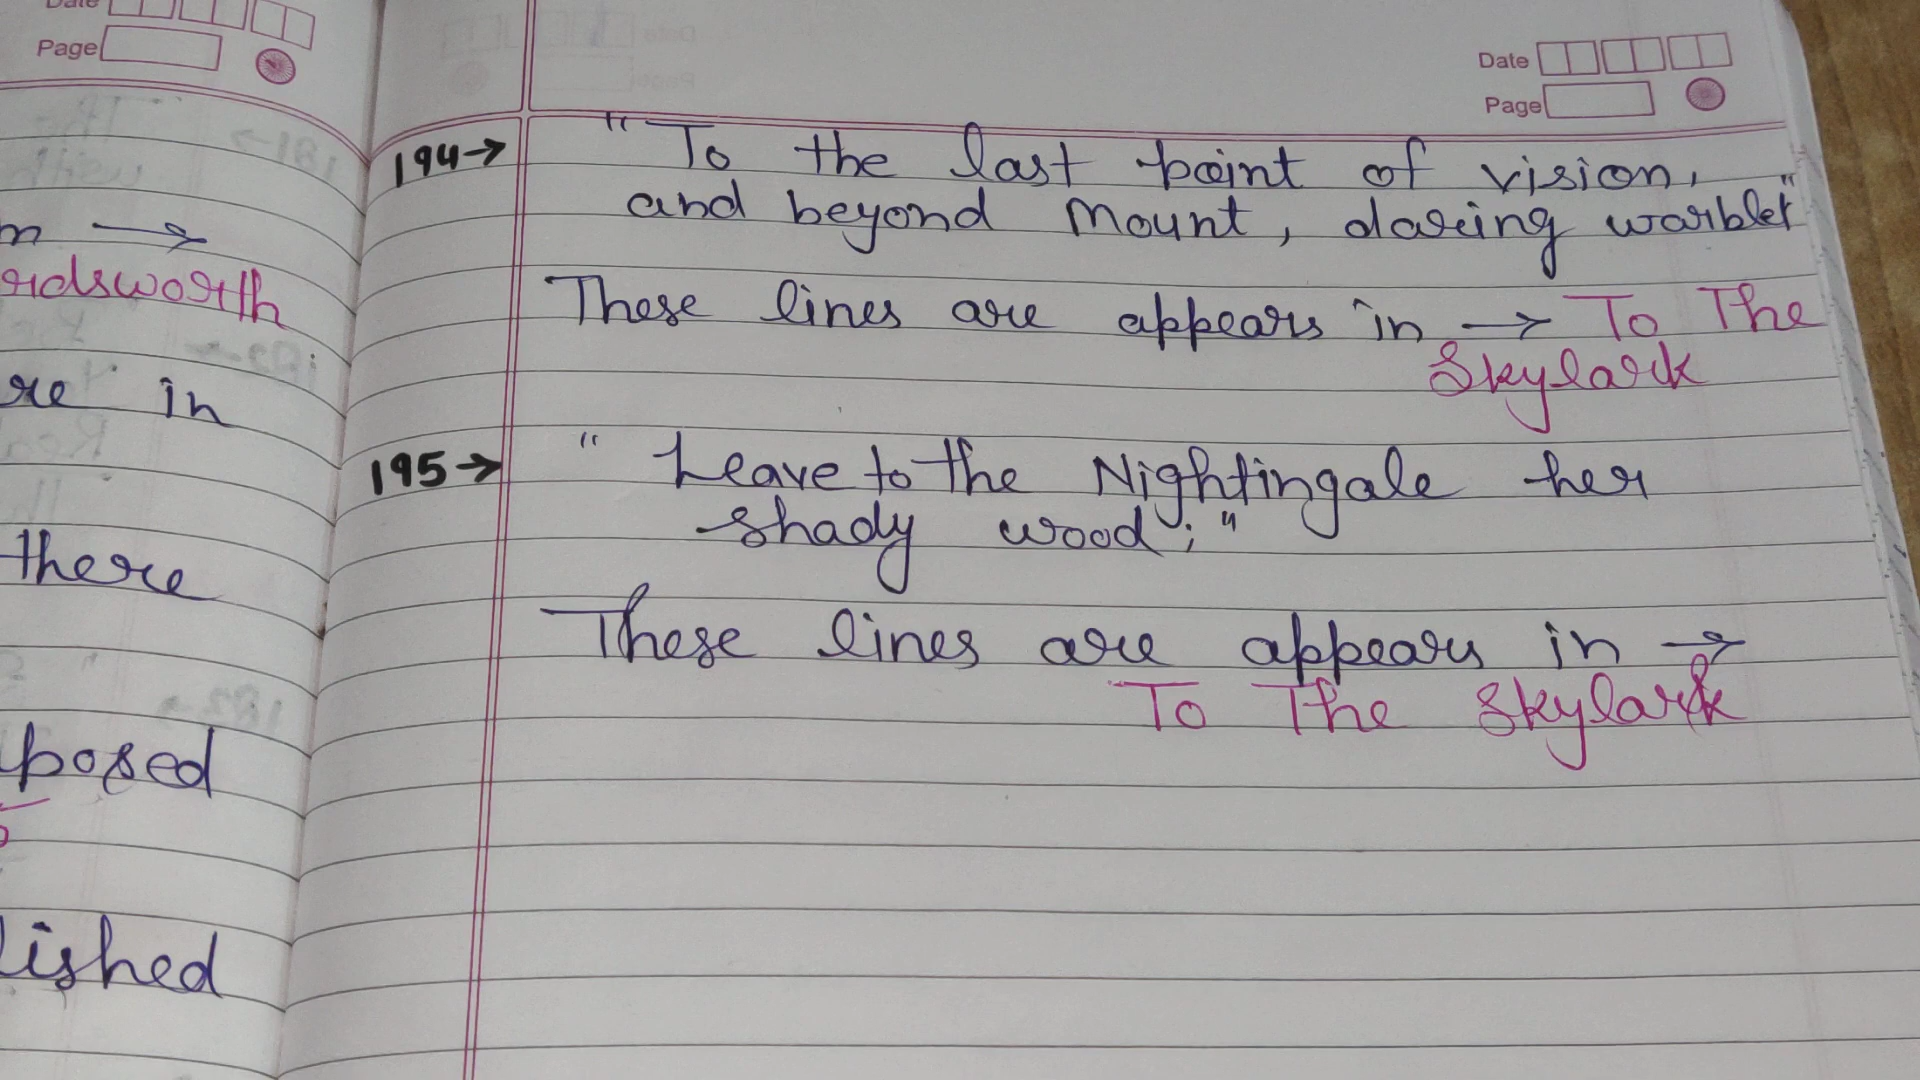 Date
Page
n →
rdsworth
re in
there
posed
lished
Date
Page
194→ "To the last point of vision,
and beyond Mount, daring warbler"
These lines are appears in → To The
Skylark
195→ "Leave to the Nightingale her
shady wood;"
These lines are appears in →
To The Skylark